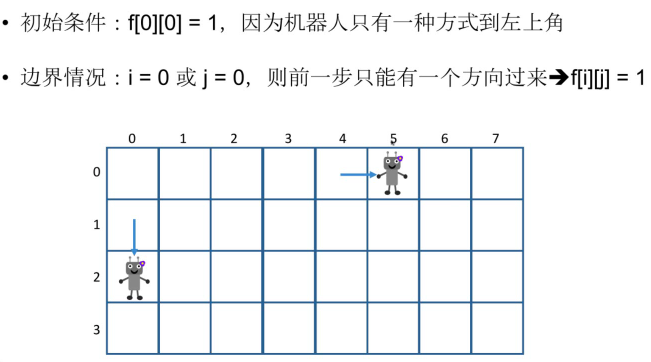 • 初始条件：f[0][0] = 1，因为机器人只有一种方式到左上角
• 边界情况：i = 0 或 j = 0，则前一步只能有一个方向过来➔f[i][j] = 1
0 1 2 3 4 5 6 7
0
1
2
3